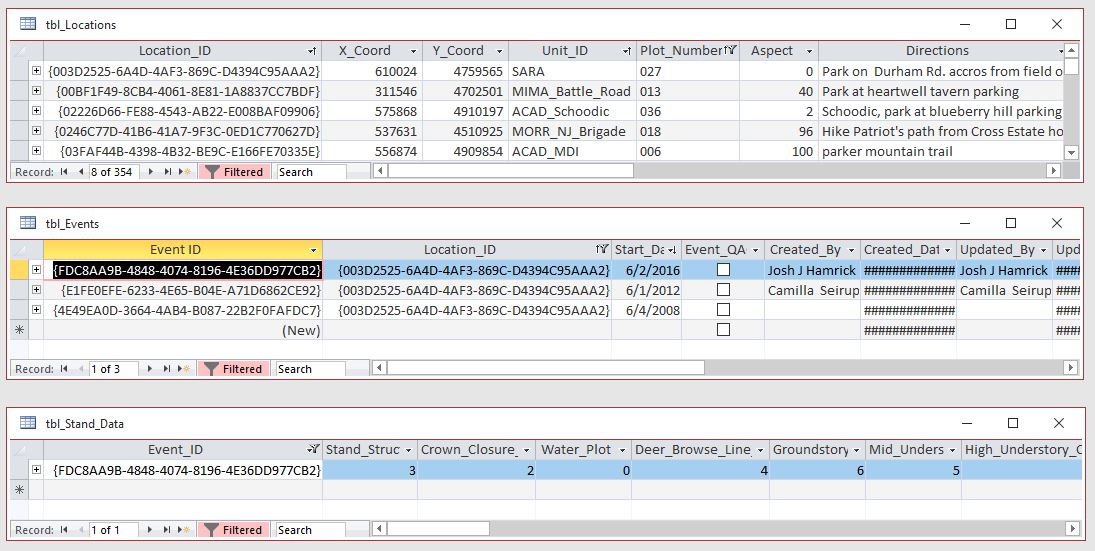 tbl_Locations
Location_ID X_Coord Y_Coord Unit_ID Plot_Number Aspect Directions
{003D2525-6A4D-4AF3-869C-D4394C95AAA2} 610024 4759565 SARA 027 0 Park on Durham Rd. accros from field o
{00BF1F49-8CB4-4061-8E81-1A8837CC7BDF} 311546 4702501 MIMA_Battle_Road 013 40 Park at heartwell tavern parking
{02226D66-FE88-4543-AB22-E008BAF09906} 575868 4910197 ACAD_Schoodic 036 2 Schoodic, park at blueberry hill parking
{0246C77D-41B6-41A7-9F3C-0ED1C770627D} 537631 4510925 MORR_NJ_Brigade 018 96 Hike Patriot's path from Cross Estate ho
{03FAF44B-4398-4B32-BE9C-E166FE70335E} 556874 4909854 ACAD_MDI 006 100 parker mountain trail
Record: 8 of 354 Filtered Search
tbl_Events
Event ID Location_ID Start_Da Event_QA Created_By Created_Dat Updated_By Upd
{FDC8AA9B-4848-4074-8196-4E36DD977CB2} {003D2525-6A4D-4AF3-869C-D4394C95AAA2} 6/2/2016 Josh J Hamrick ############# Josh J Hamrick ####
{E1FE0EFE-6233-4E65-B04E-A71D6862CE92} {003D2525-6A4D-4AF3-869C-D4394C95AAA2} 6/1/2012 Camilla Seirup ############# Camilla Seirup ####
{4E49EA0D-3664-4AB4-B087-22B2F0FAFDC7} {003D2525-6A4D-4AF3-869C-D4394C95AAA2} 6/4/2008 ############# ####
(New) ############# ####
Record: 1 of 3 Filtered Search
tbl_Stand_Data
Event_ID Stand_Struc Crown_Closure_ Water_Plot Deer_Browse_Line_ Groundstory Mid_Unders High_Understory_C
{FDC8AA9B-4848-4074-8196-4E36DD977CB2} 3 2 0 4 6 5
Record: 1 of 1 Filtered Search